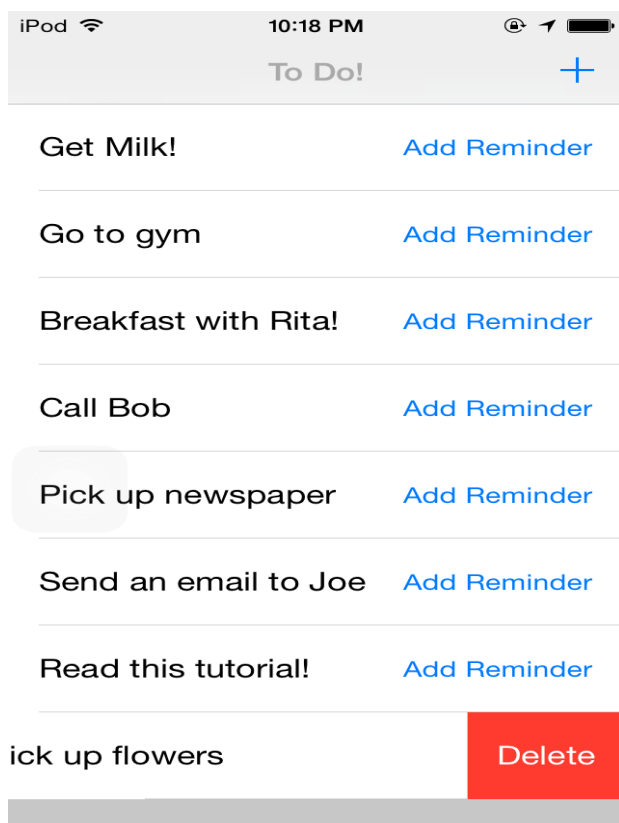 iPod 10:18 PM
To Do!
Get Milk! Add Reminder
Go to gym Add Reminder
Breakfast with Rita! Add Reminder
Call Bob Add Reminder
Pick up newspaper Add Reminder
Send an email to Joe Add Reminder
Read this tutorial! Add Reminder
ick up flowers Delete